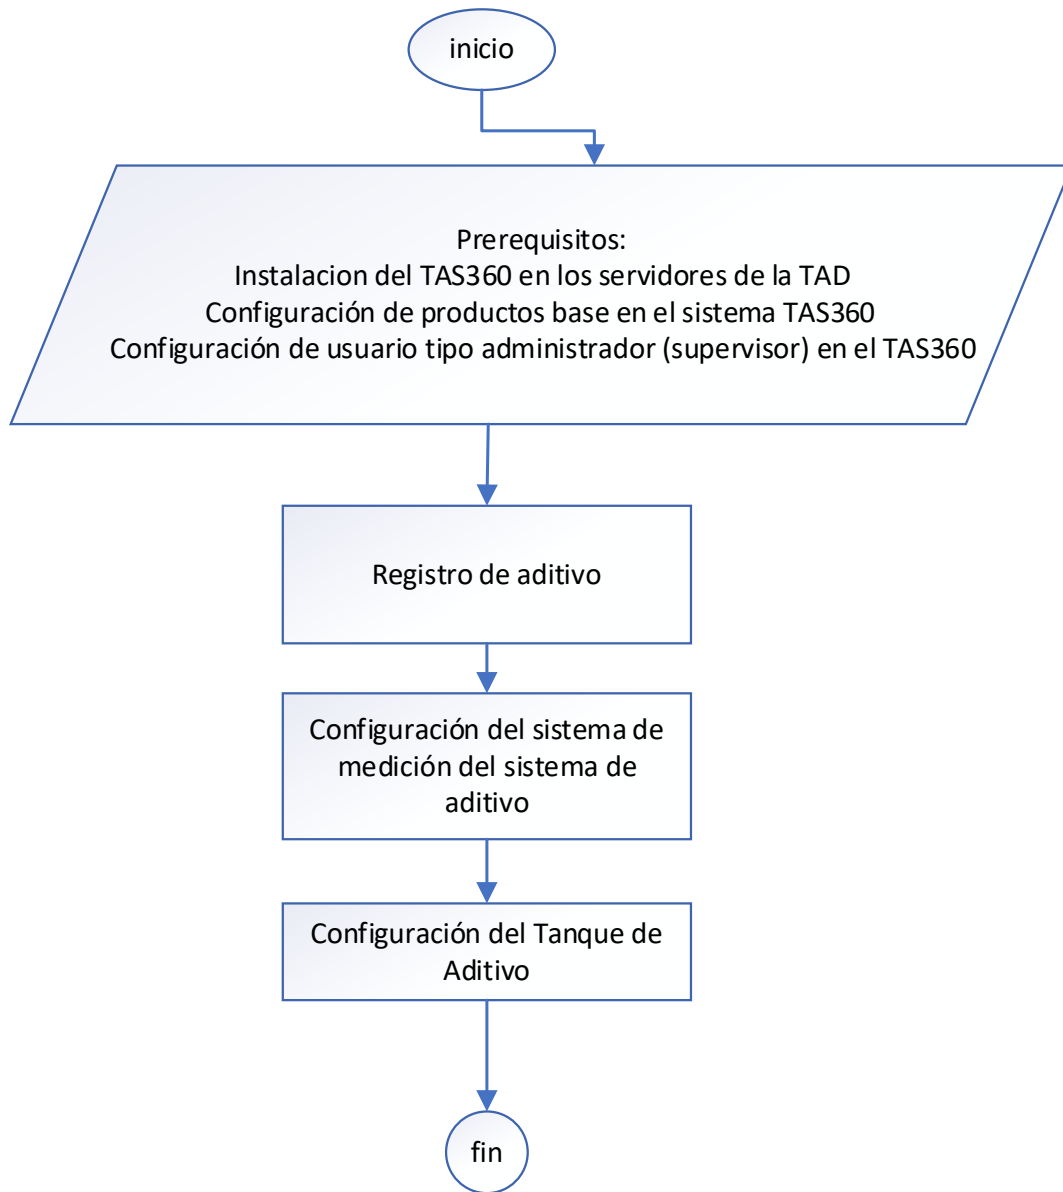 inicio
Prerequisitos:
Instalacion del TAS360 en los servidores de la TAD
Configuración de productos base en el sistema TAS360
Configuración de usuario tipo administrador (supervisor) en el TAS360
Registro de aditivo
Configuración del sistema de
medición del sistema de
aditivo
Configuración del Tanque de
Aditivo
fin